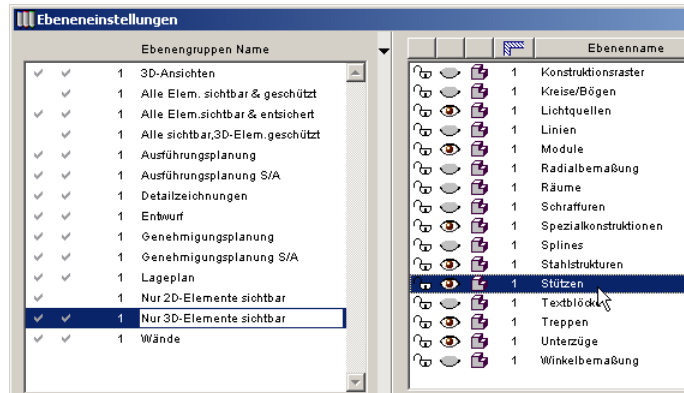 Ebeneneinstellungen
Ebenengruppen Name
1 3D-Ansichten
1 Alle Elem. sichtbar & geschützt
1 Alle Elem.sichtbar & entsichert
1 Alle sichtbar,3D-Elem.geschützt
1 Ausführungsplanung
1 Ausführungsplanung S/A
1 Detailzeichnungen
1 Entwurf
1 Genehmigungsplanung
1 Genehmigungsplanung S/A
1 Lageplan
1 Nur 2D-Elemente sichtbar
1 Nur 3D-Elemente sichtbar
1 Wände
Ebenenname
1 Konstruktionsraster
1 Kreise/Bögen
1 Lichtquellen
1 Linien
1 Module
1 Radialbemaßung
1 Räume
1 Schraffuren
1 Spezialkonstruktionen
1 Splines
1 Stahlstrukturen
1 Stützen
1 Textblöcke
1 Treppen
1 Unterzüge
1 Winkelbemaßung